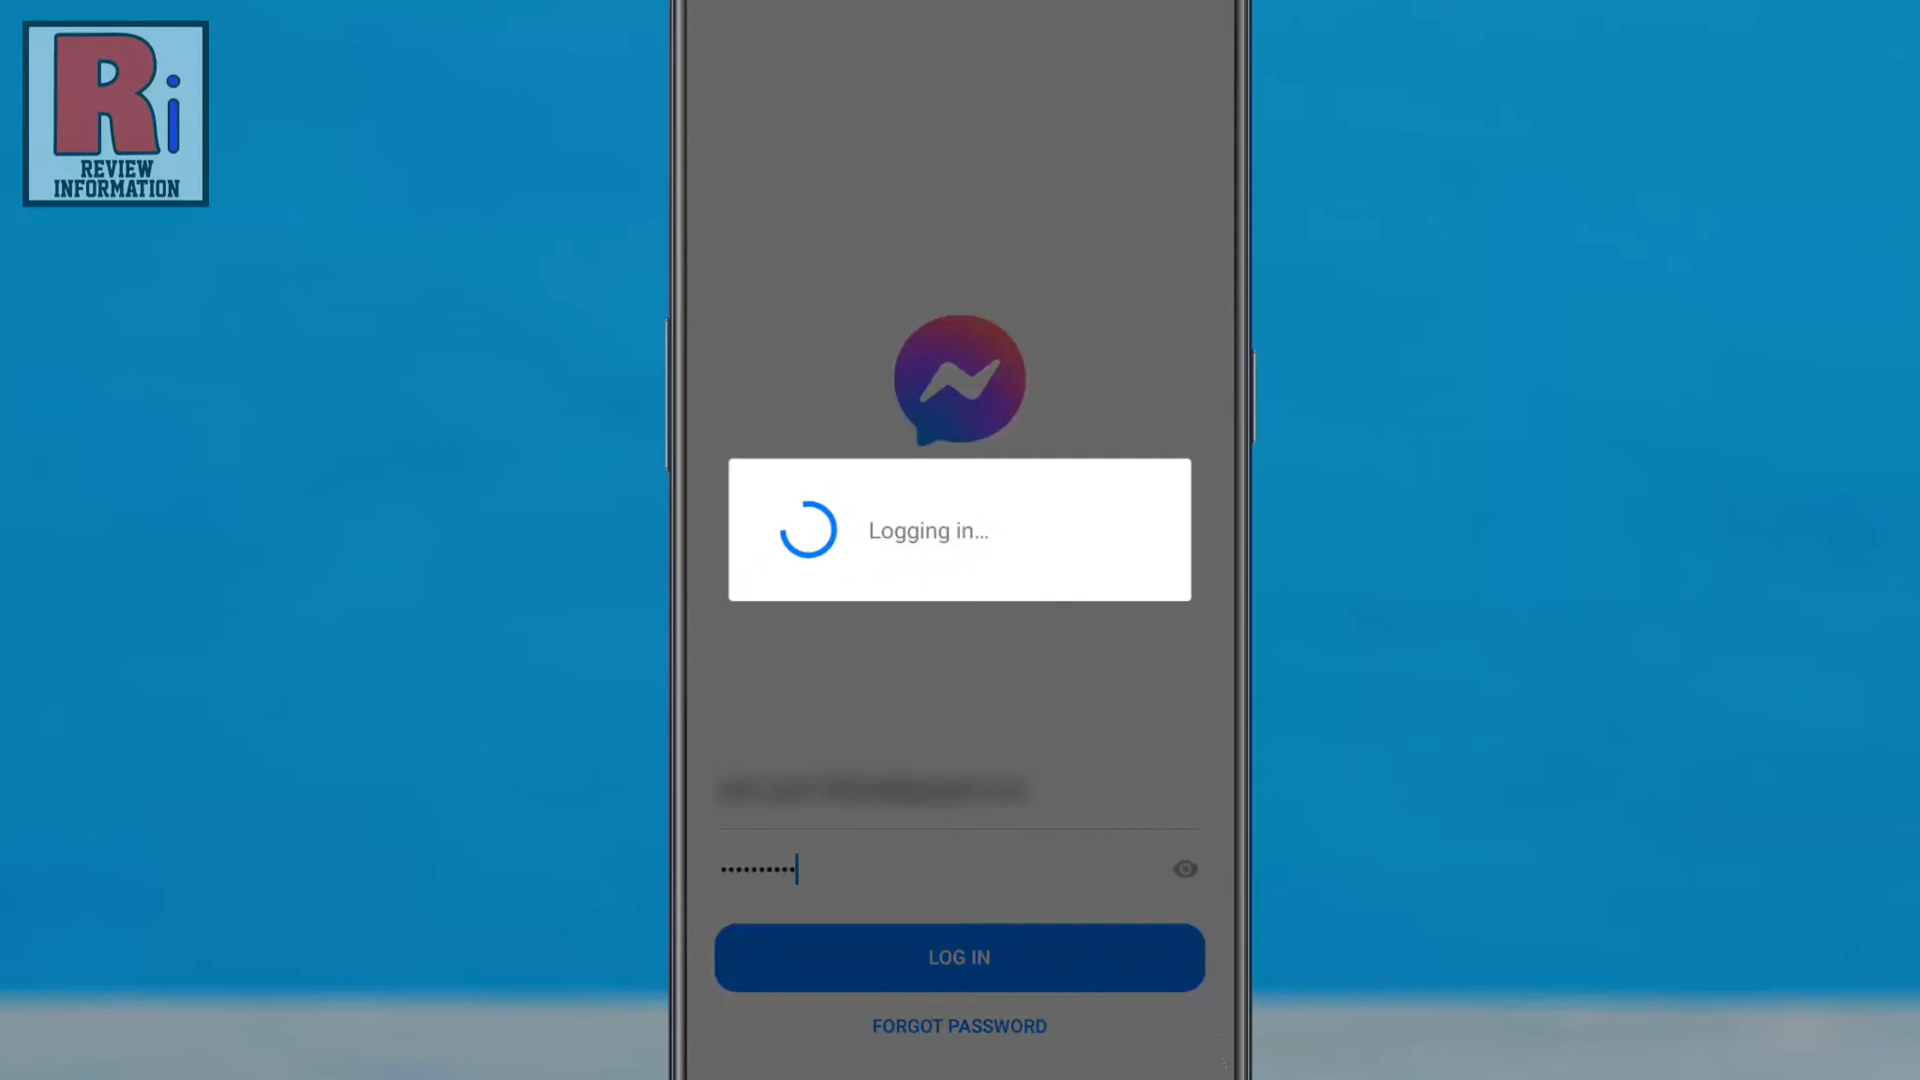 Ri
REVIEW
INFORMATION
Logging in...
LOG IN
FORGOT PASSWORD